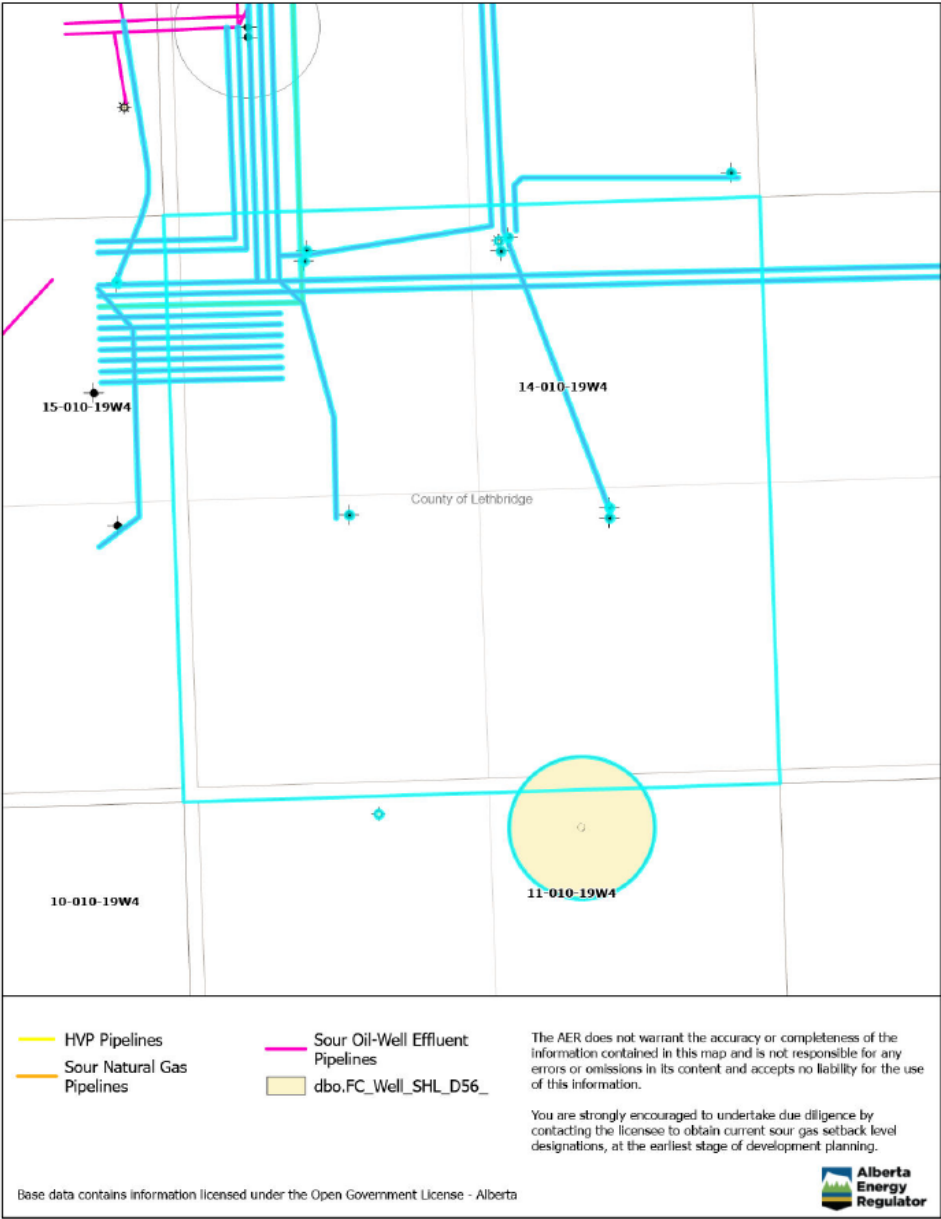 14-010-19W4
15-010-19W4
County of Lethbridge
10-010-19W4
11-010-19W4
HVP Pipelines
Sour Natural Gas
Pipelines
Sour Oil-Well Effluent
Pipelines
dbo.FC_Well_SHL_D56_
The AER does not warrant the accuracy or completeness of the
information contained in this map and is not responsible for any
errors or omissions in its content and accepts no liability for the use
of this information.
You are strongly encouraged to undertake due diligence by
contacting the licensee to obtain current sour gas setback level
designations, at the earliest stage of development planning.
Base data contains information licensed under the Open Government License - Alberta
Alberta
Energy
Regulator